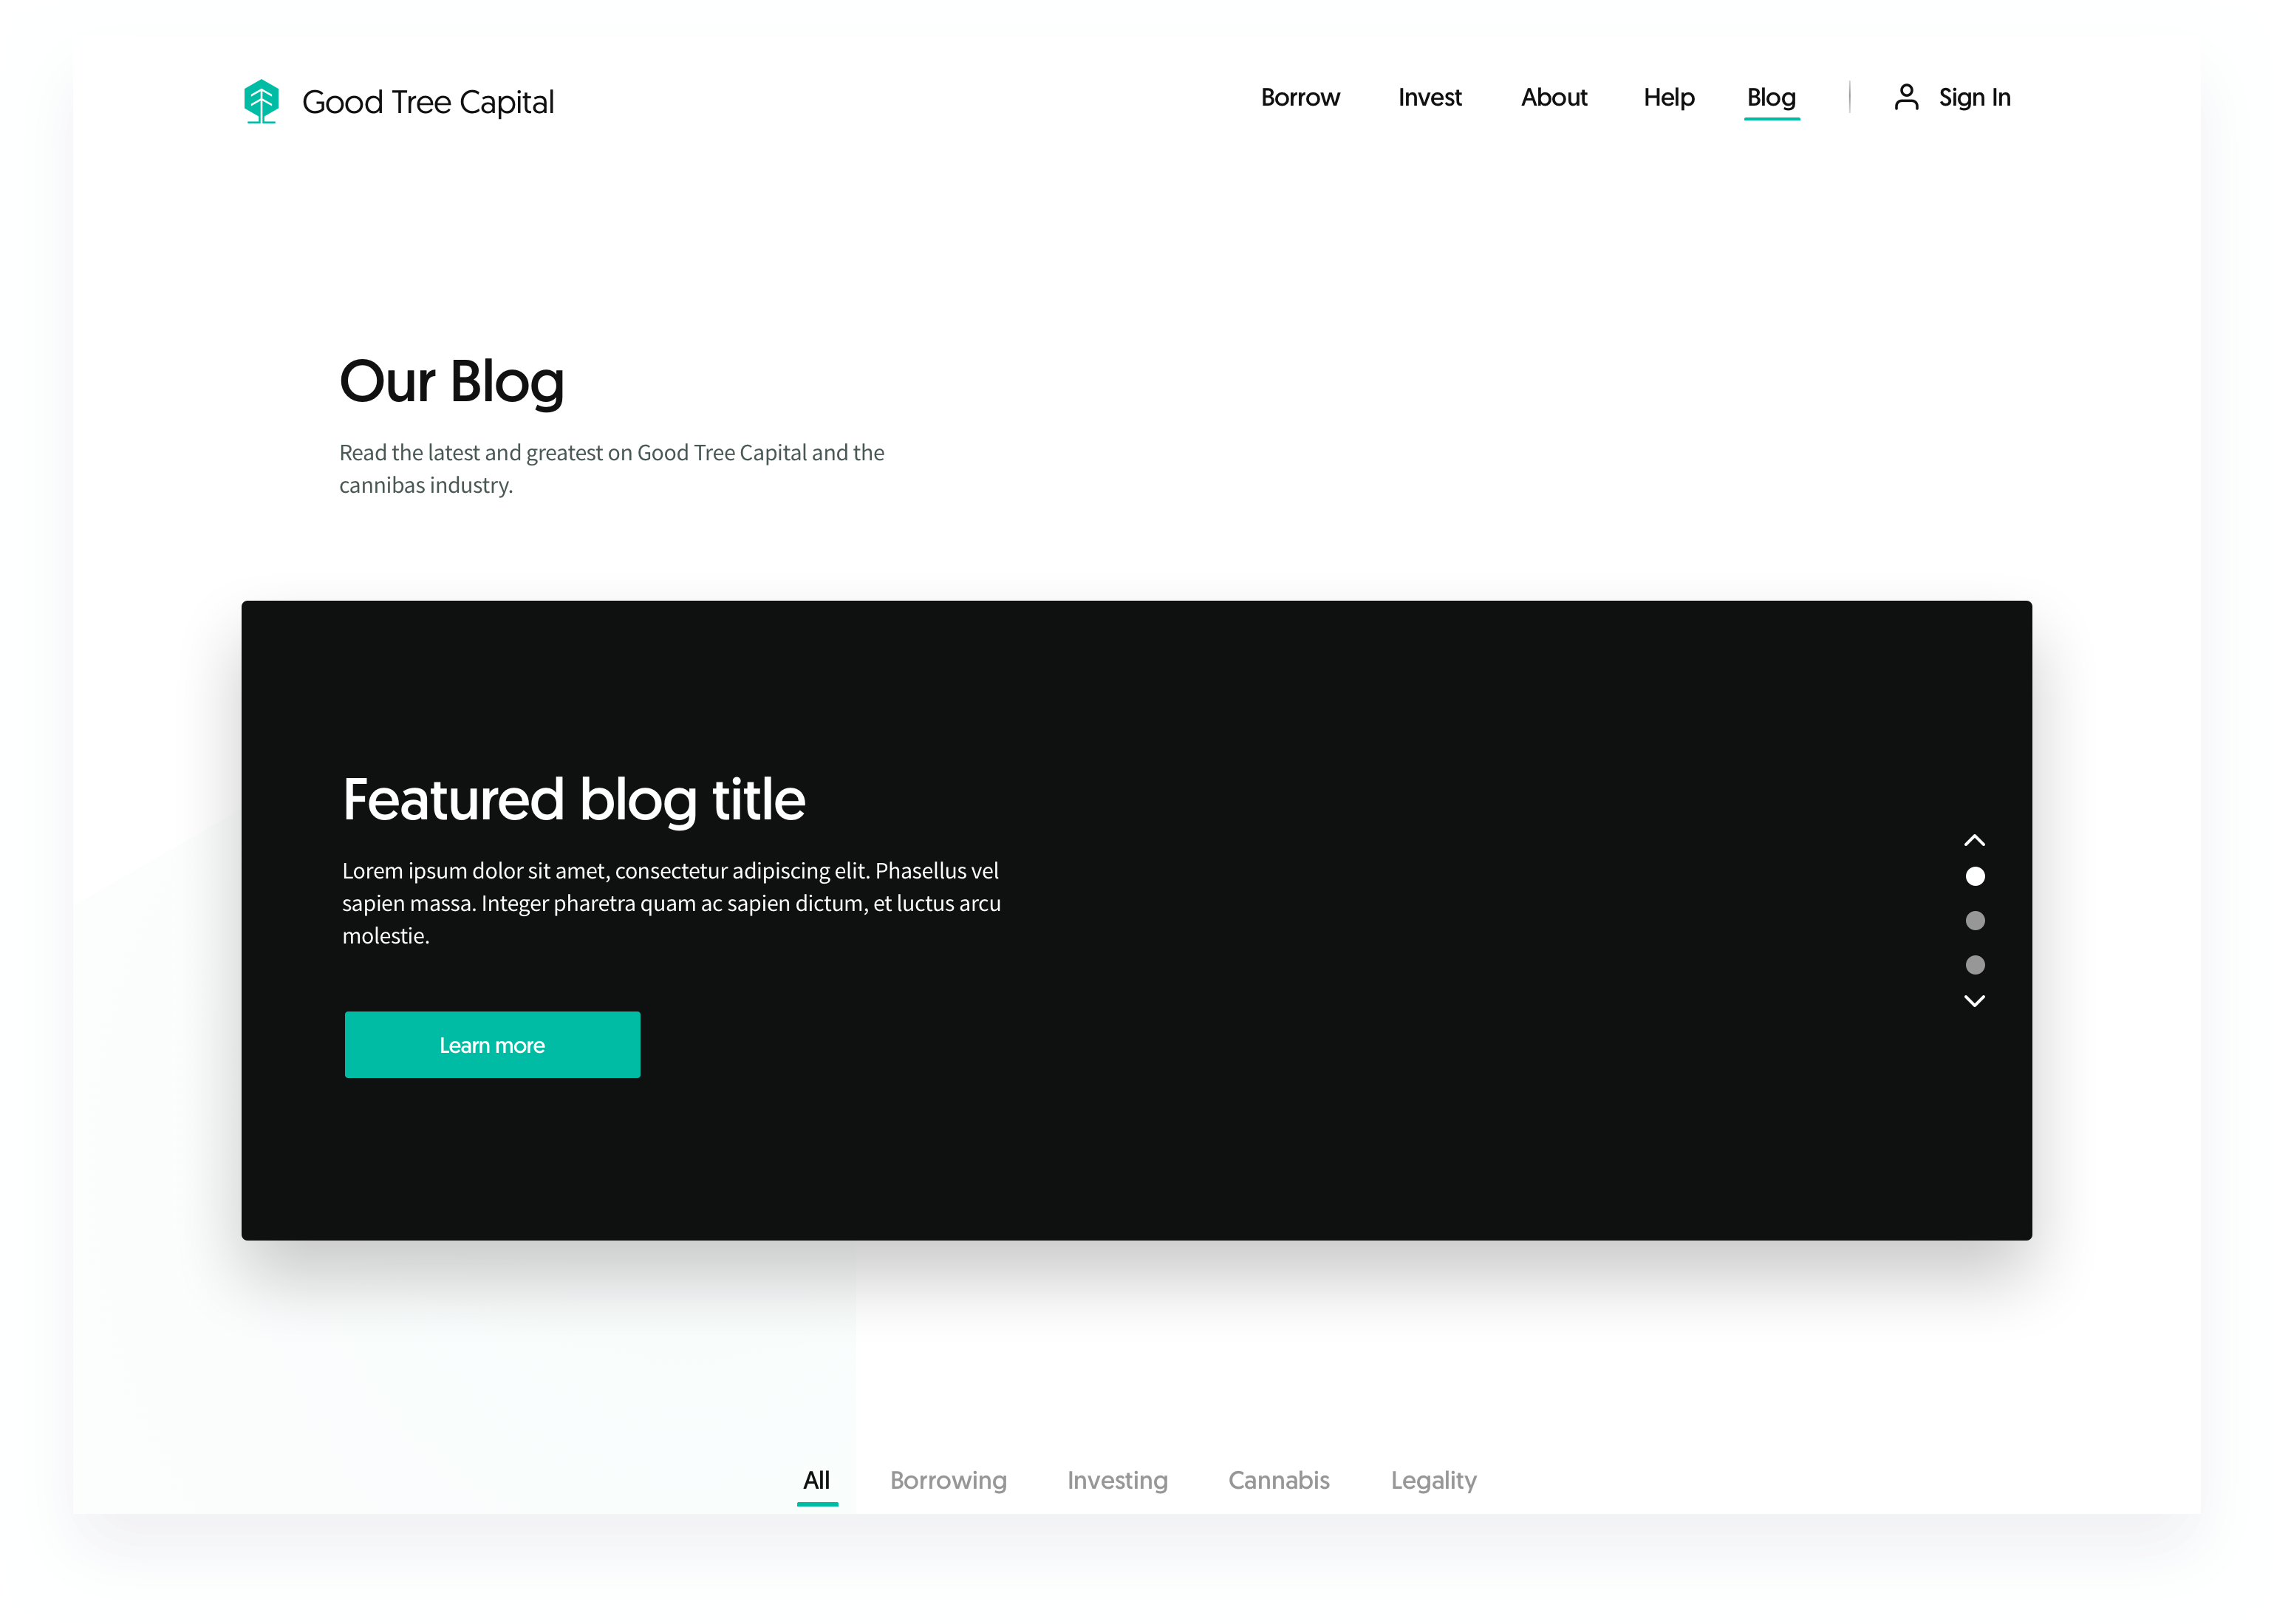 Good Tree Capital
Borrow Invest About Help Blog Sign In
Our Blog
Read the latest and greatest on Good Tree Capital and the
cannibas industry.
Featured blog title
Lorem ipsum dolor sit amet, consectetur adipiscing elit. Phasellus vel
sapien massa. Integer pharetra quam ac sapien dictum, et luctus arcu
molestie.
Learn more
All Borrowing Investing Cannabis Legality